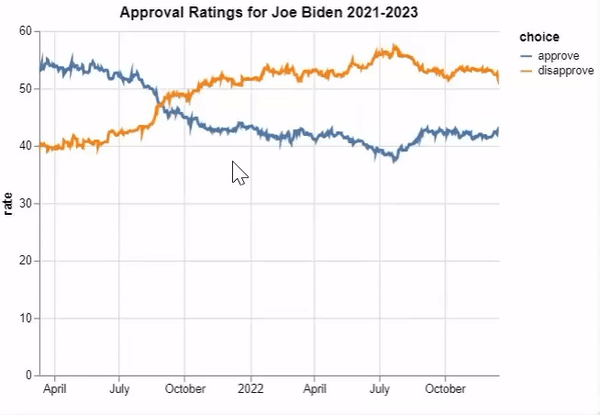 Approval Ratings for Joe Biden 2021-2023
choice
approve
disapprove
60
50
40
30
20
10
0
rate
April July October 2022 April July October